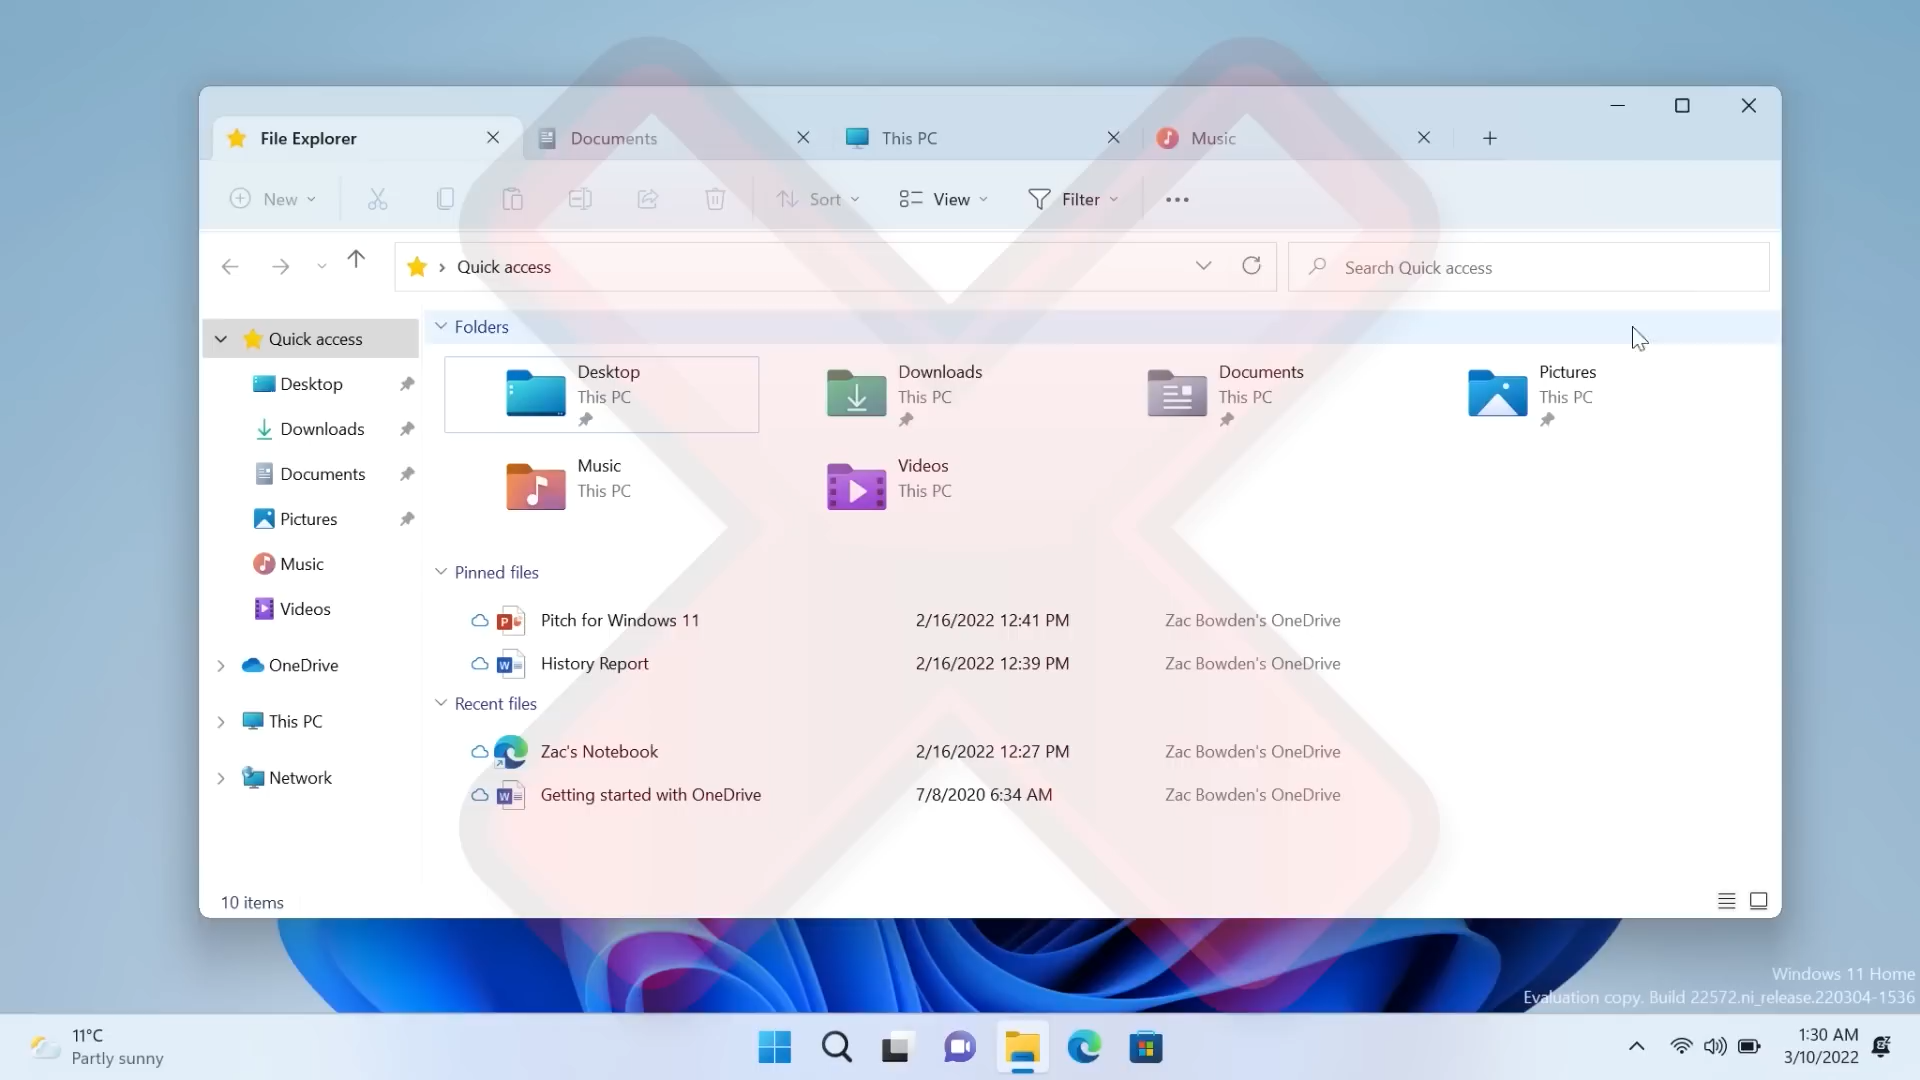 File Explorer
Documents
This PC
Music
New
Sort
View
Filter
Quick access
Search Quick access
Quick access
Desktop
Downloads
Documents
Pictures
Music
Videos
OneDrive
This PC
Network
Folders
Desktop
This PC
Downloads
This PC
Documents
This PC
Pictures
This PC
Music
This PC
Videos
This PC
Pinned files
Pitch for Windows 11 2/16/2022 12:41 PM Zac Bowden's OneDrive
History Report 2/16/2022 12:39 PM Zac Bowden's OneDrive
Recent files
Zac's Notebook 2/16/2022 12:27 PM Zac Bowden's OneDrive
Getting started with OneDrive 7/8/2020 6:34 AM Zac Bowden's OneDrive
10 items
Windows 11 Home
Evaluation copy. Build 22572.ni_release.220304-1536
11°C
Partly sunny
1:30 AM
3/10/2022